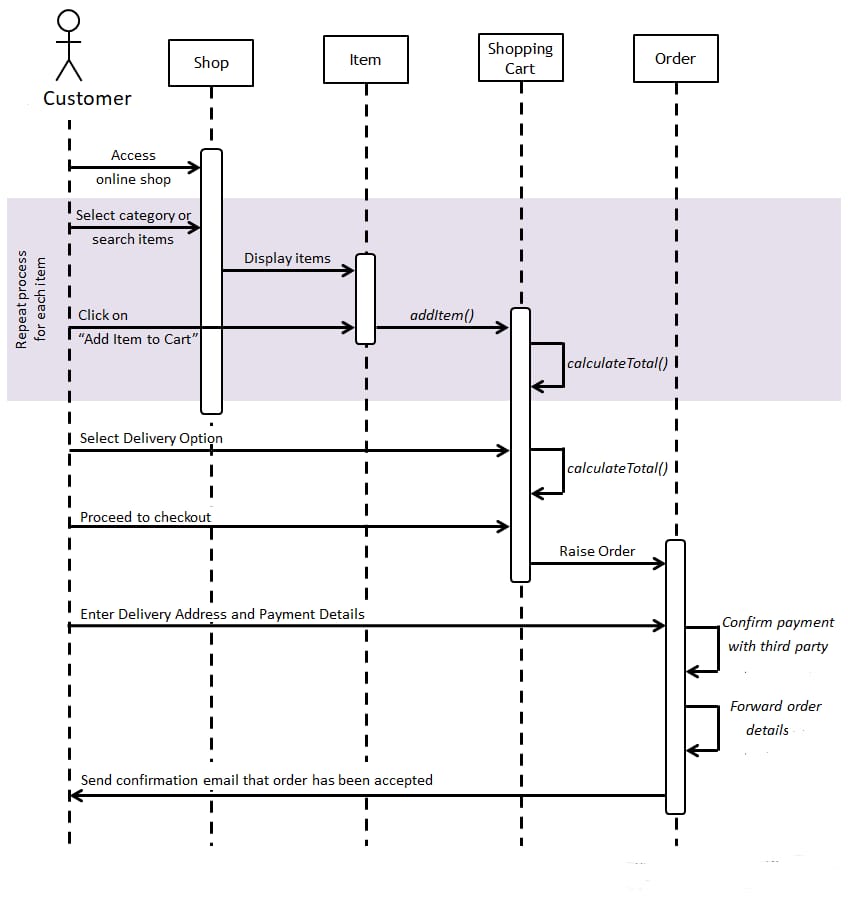 Customer
Shop
Item
Shopping
Cart
Order
Access
online shop
Repeat process
for each item
Select category or
search items
Display items
Click on
“Add Item to Cart”
addItem()
calculateTotal()
Select Delivery Option
calculateTotal()
Proceed to checkout
Raise Order
Enter Delivery Address and Payment Details
Confirm payment
with third party
Forward order
details
Send confirmation email that order has been accepted